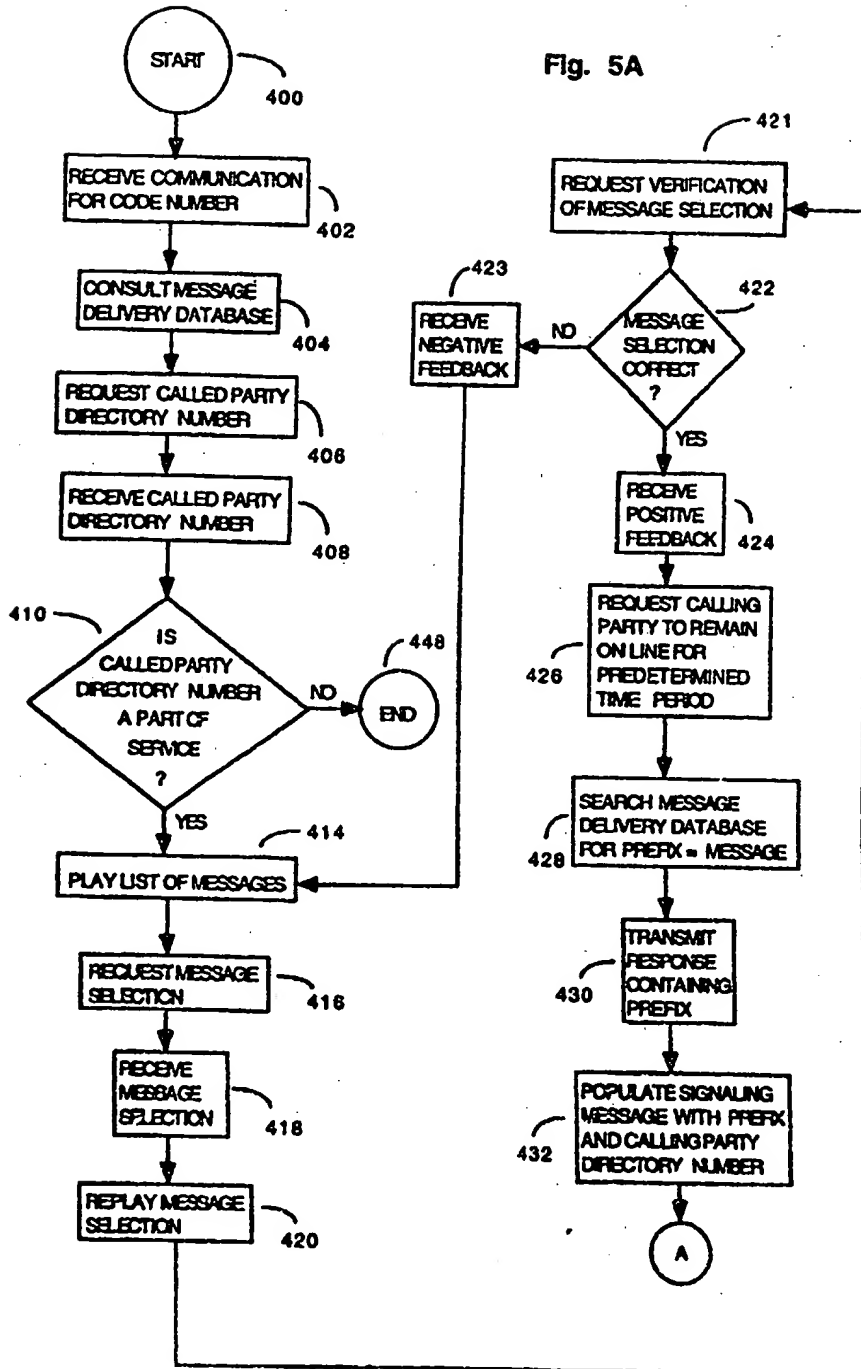 Fig. 5A
START
400
RECEIVE COMMUNICATION
FOR CODE NUMBER
402
CONSULT MESSAGE
DELIVERY DATABASE
404
REQUEST CALLED PARTY
DIRECTORY NUMBER
406
RECEIVE CALLED PARTY
DIRECTORY NUMBER
408
410
IS
CALLED PARTY
DIRECTORY NUMBER
A PART OF
SERVICE
?
NO
448
END
YES
414
PLAY LIST OF MESSAGES
REQUEST MESSAGE
SELECTION
416
RECEIVE
MESSAGE
SELECTION
418
REPLAY MESSAGE
SELECTION
420
421
REQUEST VERIFICATION
OF MESSAGE SELECTION
422
MESSAGE
SELECTION
CORRECT
?
NO
423
RECEIVE
NEGATIVE
FEEDBACK
YES
RECEIVE
POSITIVE
FEEDBACK
424
REQUEST CALLING
PARTY TO REMAIN
ON LINE FOR
PREDETERMINED
TIME PERIOD
426
SEARCH MESSAGE
DELIVERY DATABASE
FOR PREFIX = MESSAGE
428
TRANSMIT
RESPONSE
CONTAINING
PREFIX
430
POPULATE SIGNALING
MESSAGE WITH PREFIX
AND CALLING PARTY
DIRECTORY NUMBER
432
A